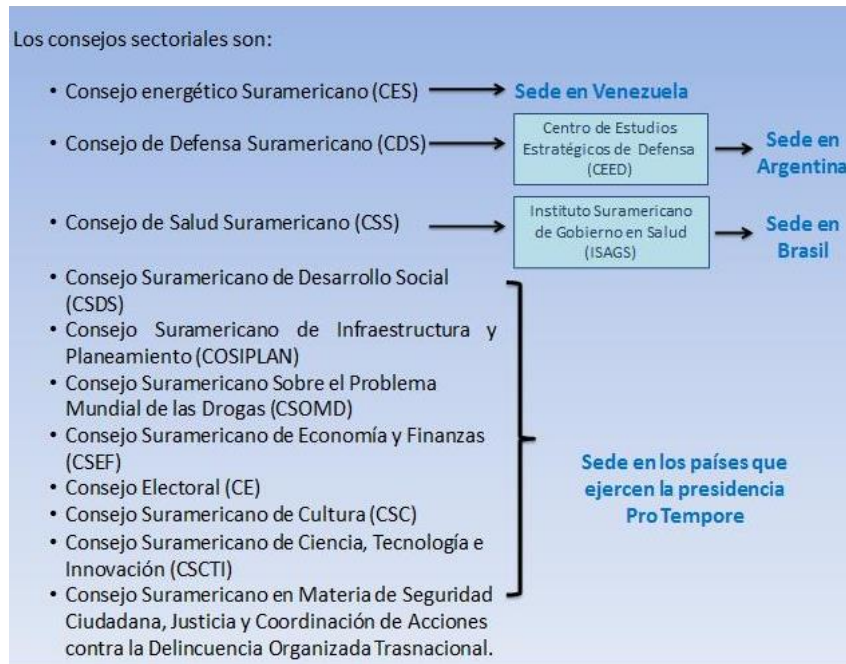 Los consejos sectoriales son:
• Consejo energético Suramericano (CES)
Sede en Venezuela
• Consejo de Defensa Suramericano (CDS)
Centro de Estudios
Estratégicos de Defensa
(CEED)
Sede en
Argentina
• Consejo de Salud Suramericano (CSS)
Instituto Suramericano
de Gobierno en Salud
(ISAGS)
Sede en
Brasil
• Consejo Suramericano de Desarrollo Social
(CSDS)
• Consejo Suramericano de Infraestructura y
Planeamiento (COSIPLAN)
• Consejo Suramericano Sobre el Problema
Mundial de las Drogas (CSOMD)
• Consejo Suramericano de Economía y Finanzas
(CSEF)
• Consejo Electoral (CE)
• Consejo Suramericano de Cultura (CSC)
• Consejo Suramericano de Ciencia, Tecnología e
Innovación (CSCTI)
• Consejo Suramericano en Materia de Seguridad
Ciudadana, Justicia y Coordinación de Acciones
contra la Delincuencia Organizada Trasnacional.
Sede en los países que
ejercen la presidencia
Pro Tempore